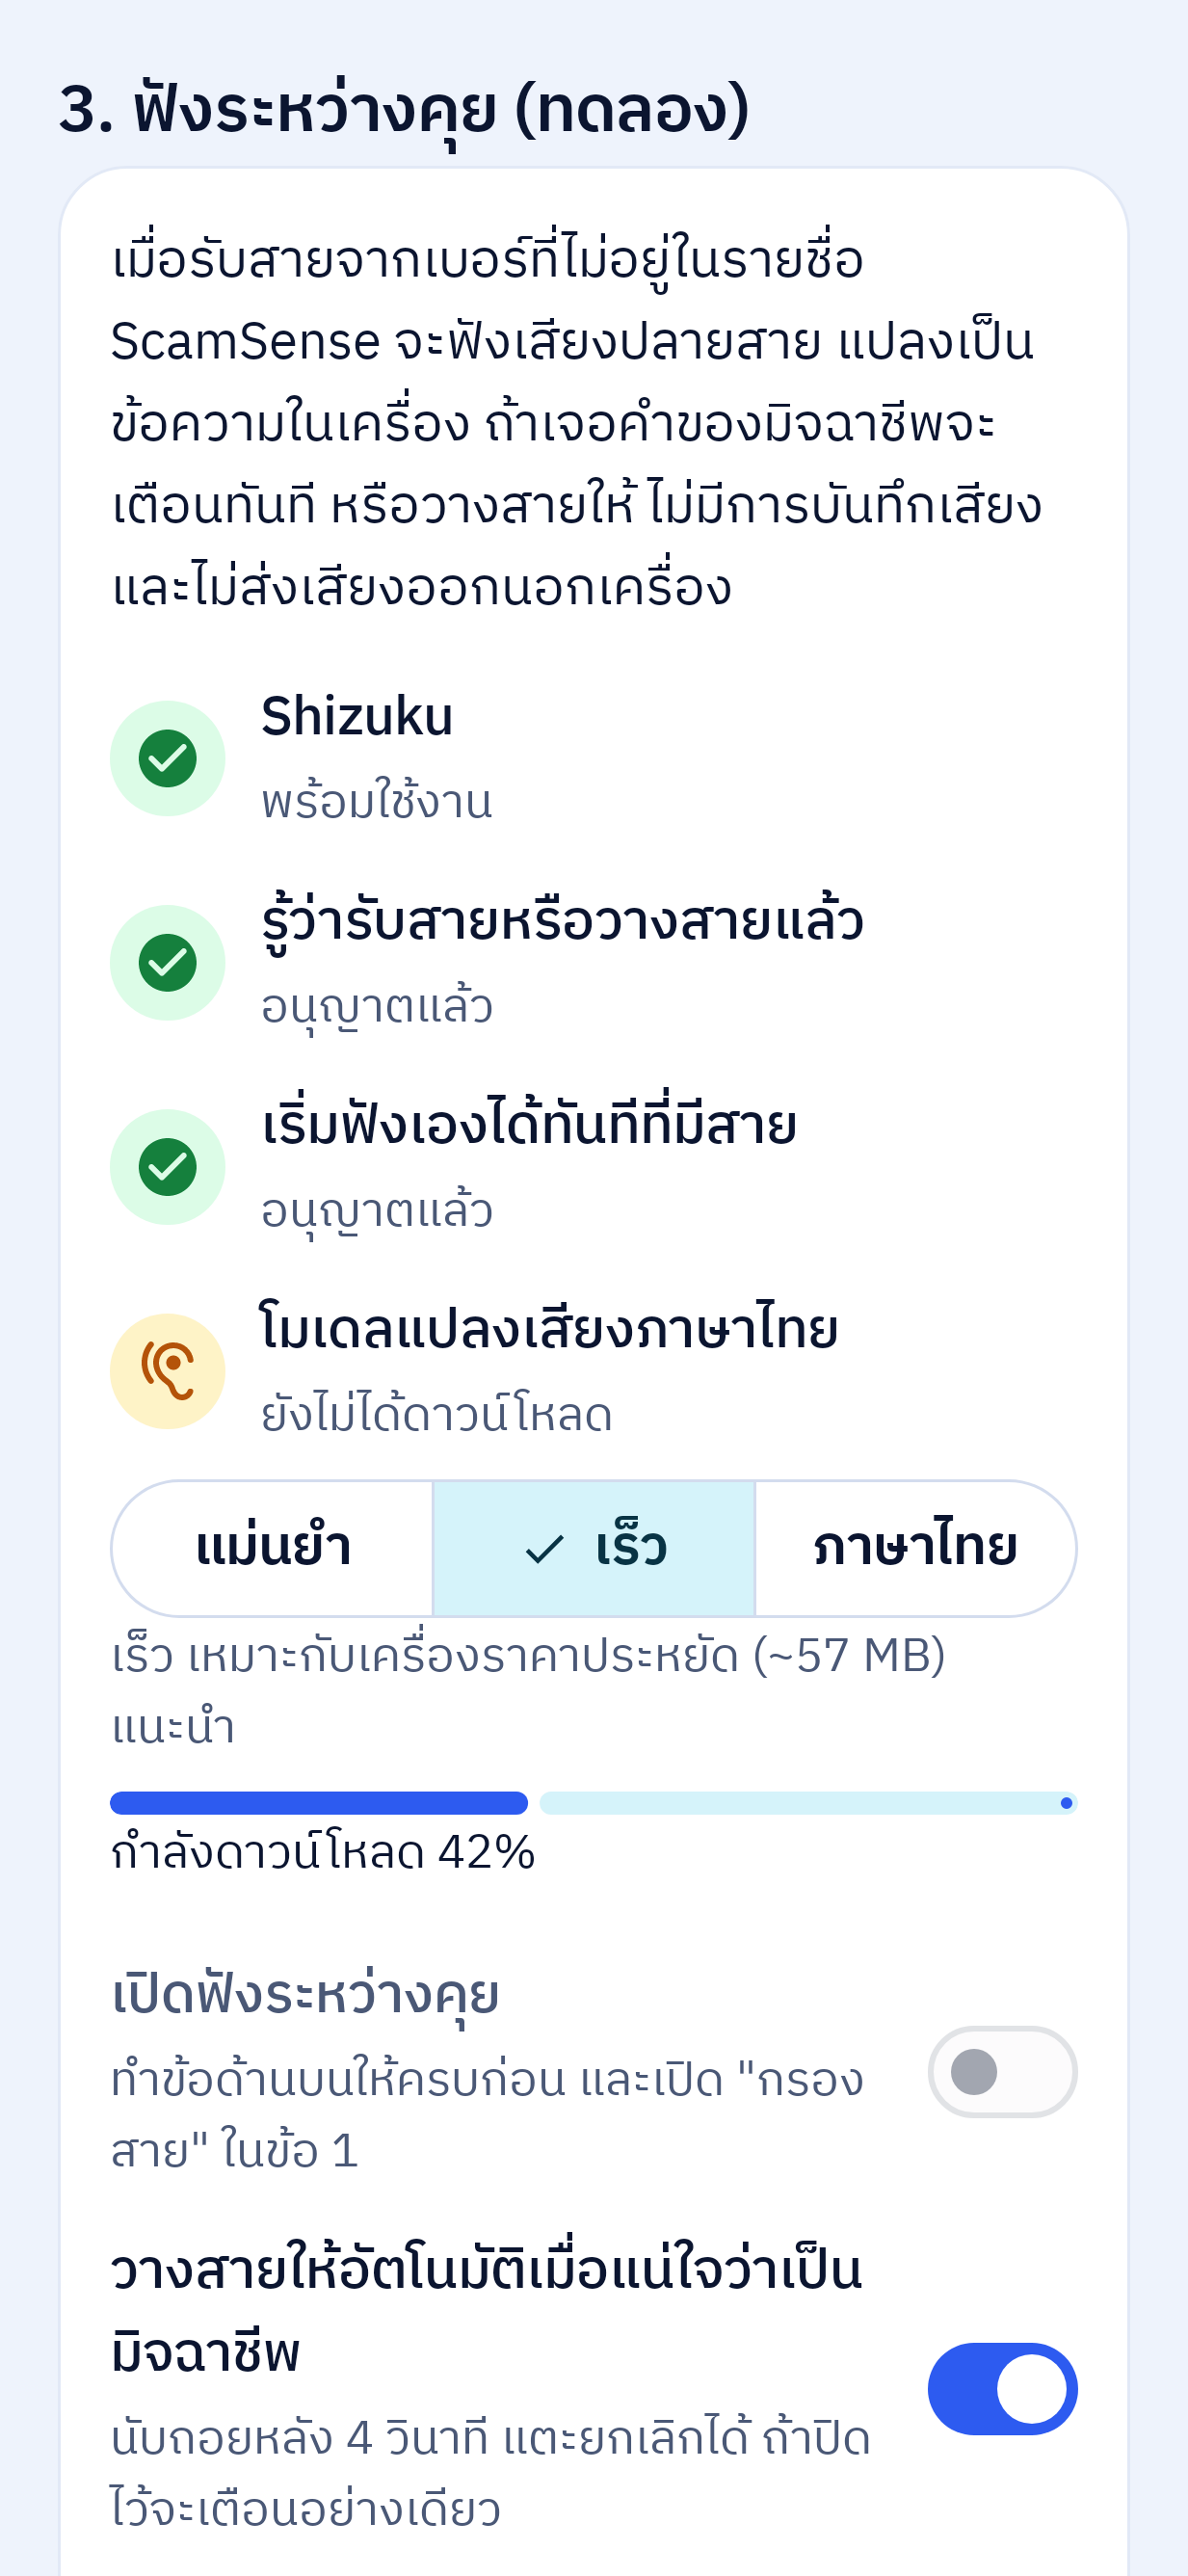 3. ฟังระหว่างคุย (ทดลอง)
เมื่อรับสายจากเบอร์ที่ไม่อยู่ในรายชื่อ
ScamSense จะฟังเสียงปลายสาย แปลงเป็น
ข้อความในเครื่อง ถ้าเจอคำของมิจฉาชีพจะ
เตือนทันที หรือวางสายให้ ไม่มีการบันทึกเสียง
และไม่ส่งเสียงออกนอกเครื่อง
Shizuku
พร้อมใช้งาน
รู้ว่ารับสายหรือวางสายแล้ว
อนุญาตแล้ว
เริ่มฟังเองได้ทันทีที่มีสาย
อนุญาตแล้ว
โมเดลแปลงเสียงภาษาไทย
ยังไม่ได้ดาวน์โหลด
แม่นยำ
เร็ว
ภาษาไทย
เร็ว เหมาะกับเครื่องราคาประหยัด (~57 MB)
แนะนำ
กำลังดาวน์โหลด 42%
เปิดฟังระหว่างคุย
ทำข้อด้านบนให้ครบก่อน และเปิด "กรอง
สาย" ในข้อ 1
วางสายให้อัตโนมัติเมื่อแน่ใจว่าเป็น
มิจฉาชีพ
นับถอยหลัง 4 วินาที แตะยกเลิกได้ ถ้าปิด
ไว้จะเตือนอย่างเดียว